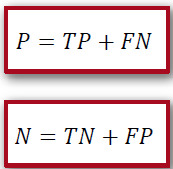 P = TP + FN
N = TN + FP